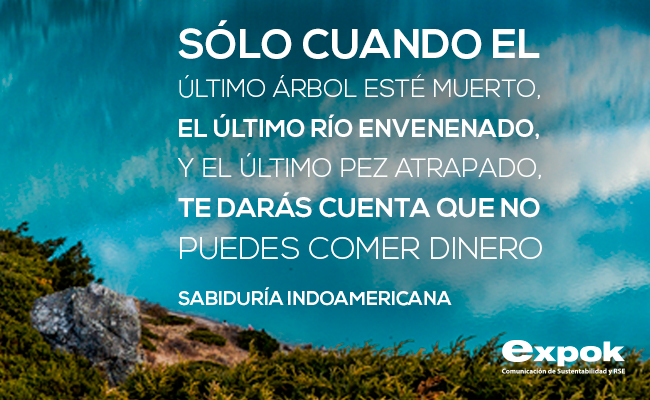 SÓLO CUANDO EL
ÚLTIMO ÁRBOL ESTÉ MUERTO,
EL ÚLTIMO RÍO ENVENENADO,
Y EL ÚLTIMO PEZ ATRAPADO,
TE DARÁS CUENTA QUE NO
PUEDES COMER DINERO
SABIDURÍA INDOAMERICANA
expok
Comunicación de Sustentabilidad y RSE